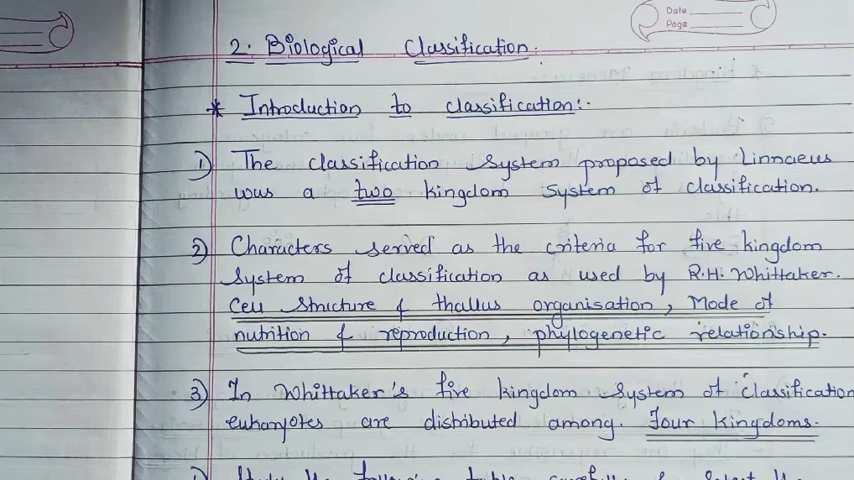 Date
Page
2. Biological Classification.
* Introduction to classification:-
1) The classification System proposed by Linnaeus
was a two kingdom System of classification.
2) Characters served as the criteria for five kingdom
System of classification as used by R.H. Whittaker.
Cell Structure & thallus organisation, Mode of
nutrition & reproduction, phylogenetic relationship.
3) In Whittaker's five kingdom System of classification
eukaryotes are distributed among. Four kingdoms.